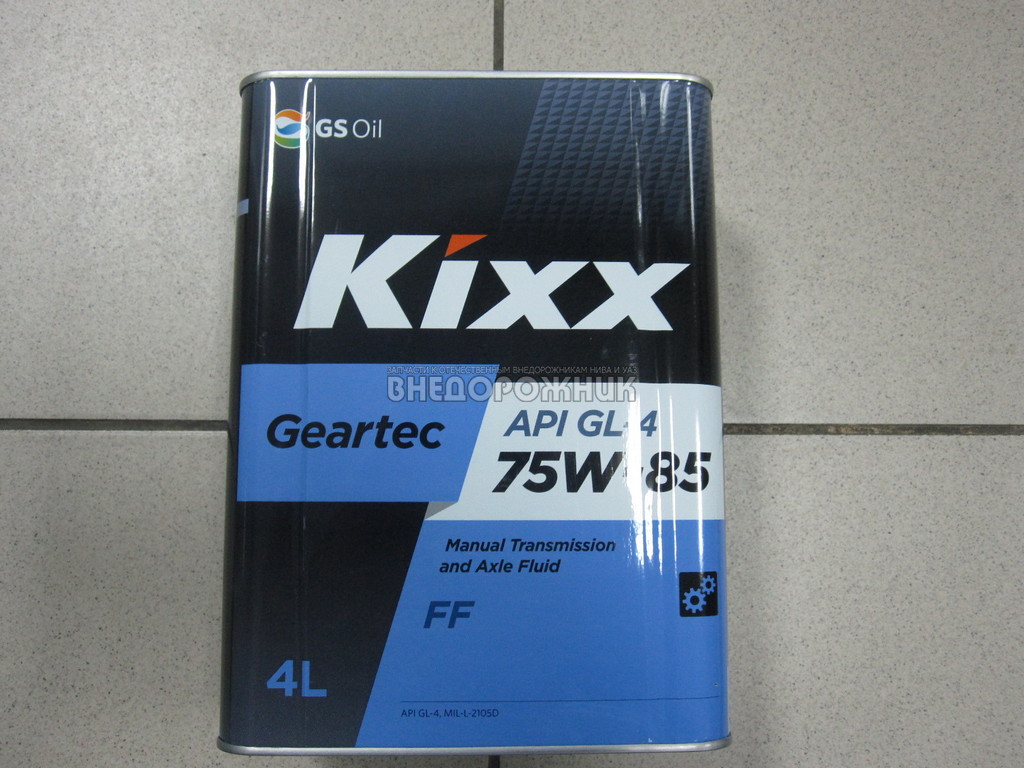 GS Oil
Kixx
ЗАПЧАСТИ К ОТЕЧЕСТВЕННЫМ ВНЕДОРОЖНИКАМ НИВА И УАЗ
ВНЕДОРОЖНИК
Geartec
API GL-4
75W-85
Manual Transmission
and Axle Fluid
FF
4L
API GL-4, MIL-L-2105D